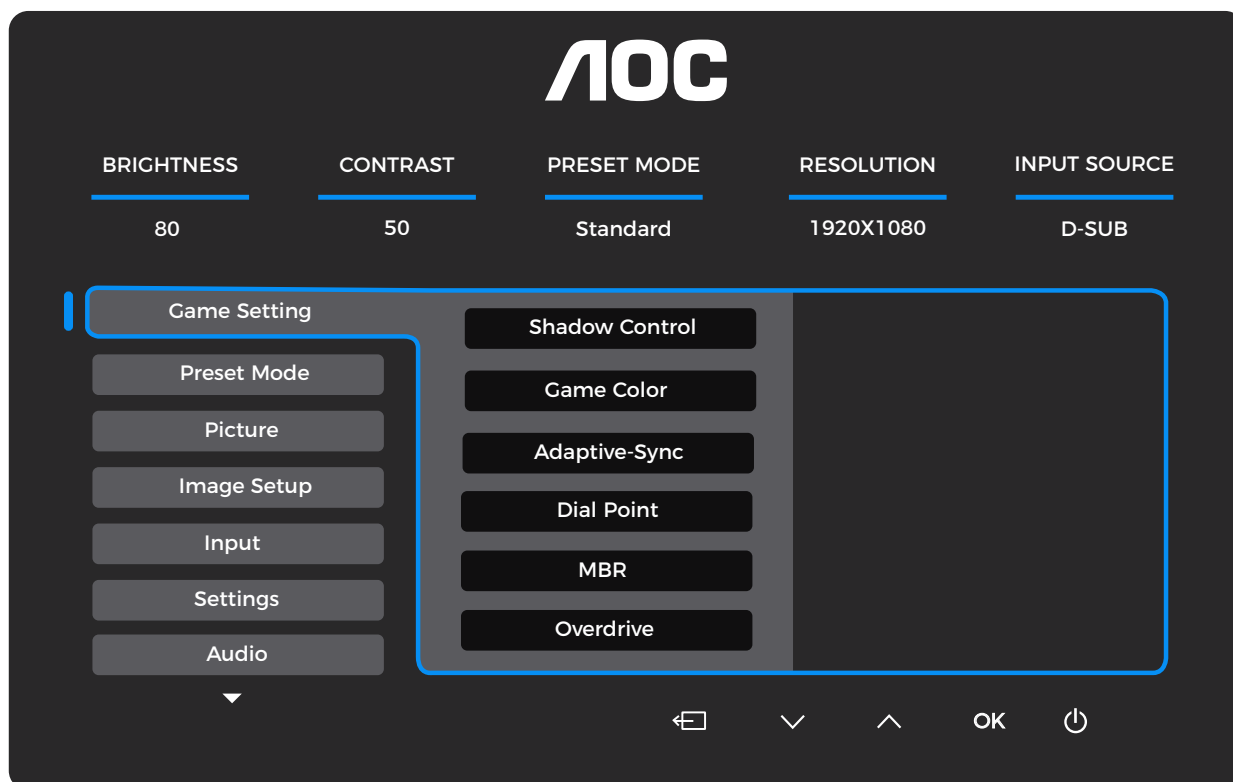 AOC
BRIGHTNESS CONTRAST PRESET MODE RESOLUTION INPUT SOURCE
80 50 Standard 1920X1080 D-SUB
Game Setting
Preset Mode
Picture
Image Setup
Input
Settings
Audio
Shadow Control
Game Color
Adaptive-Sync
Dial Point
MBR
Overdrive
OK